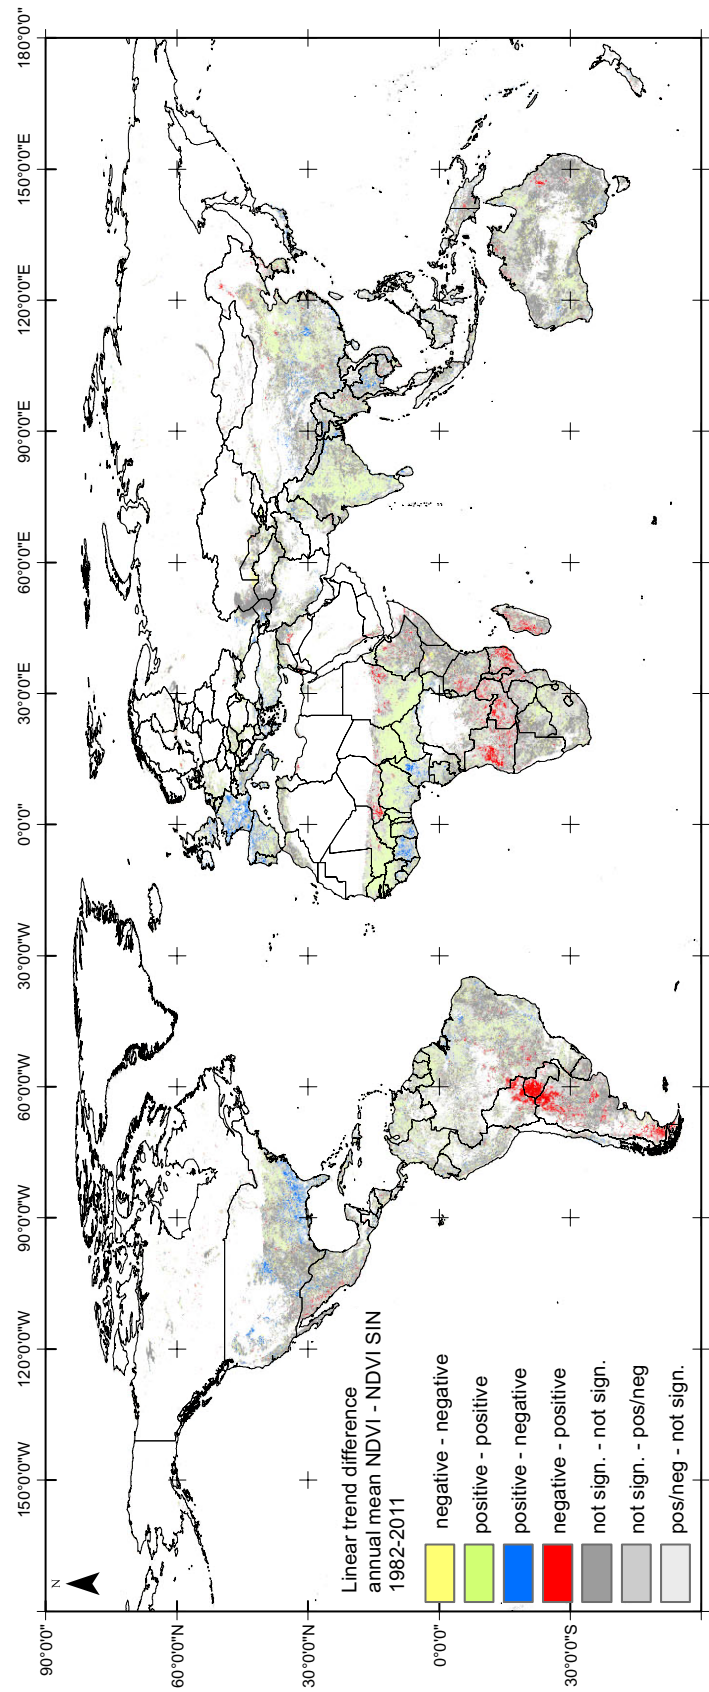 180°0'0"
150°0'0"E
120°0'0"E
90°0'0"E
60°0'0"E
30°0'0"E
0°0'0"
30°0'0"W
60°0'0"W
90°0'0"W
120°0'0"W
150°0'0"W
90°0'0"
60°0'0"N
30°0'0"N
0°0'0"
30°0'0"S
N
Linear trend difference
annual mean NDVI - NDVI SIN
1982-2011
negative - negative
positive - positive
positive - negative
negative - positive
not sign. - not sign.
not sign. - pos/neg
pos/neg - not sign.